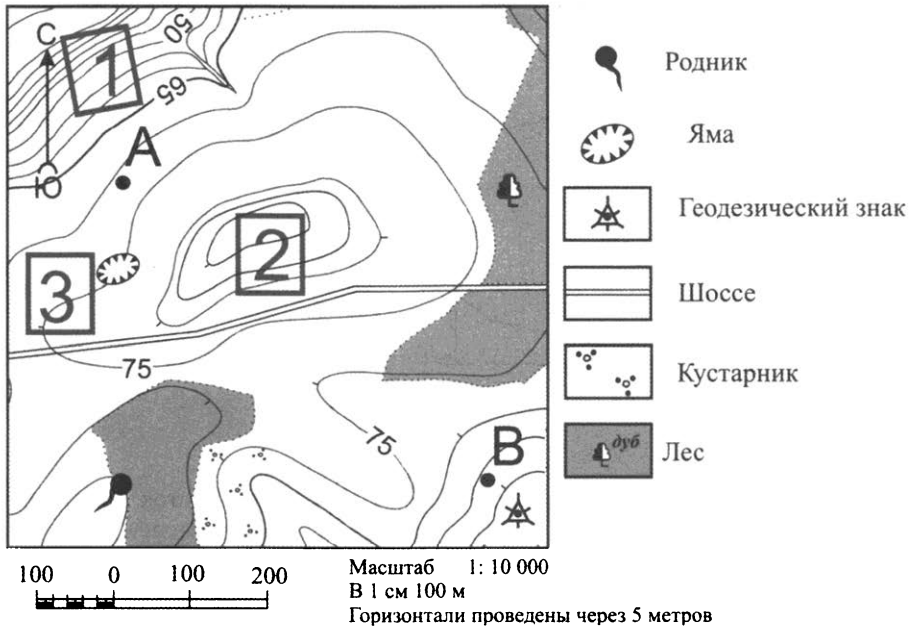 С
1
50
65
Ю
А
2
3
75
75
В
Родник
Яма
Геодезический знак
Шоссе
Кустарник
дуб
Лес
100 0 100 200
Масштаб 1: 10 000
В 1 см 100 м
Горизонтали проведены через 5 метров